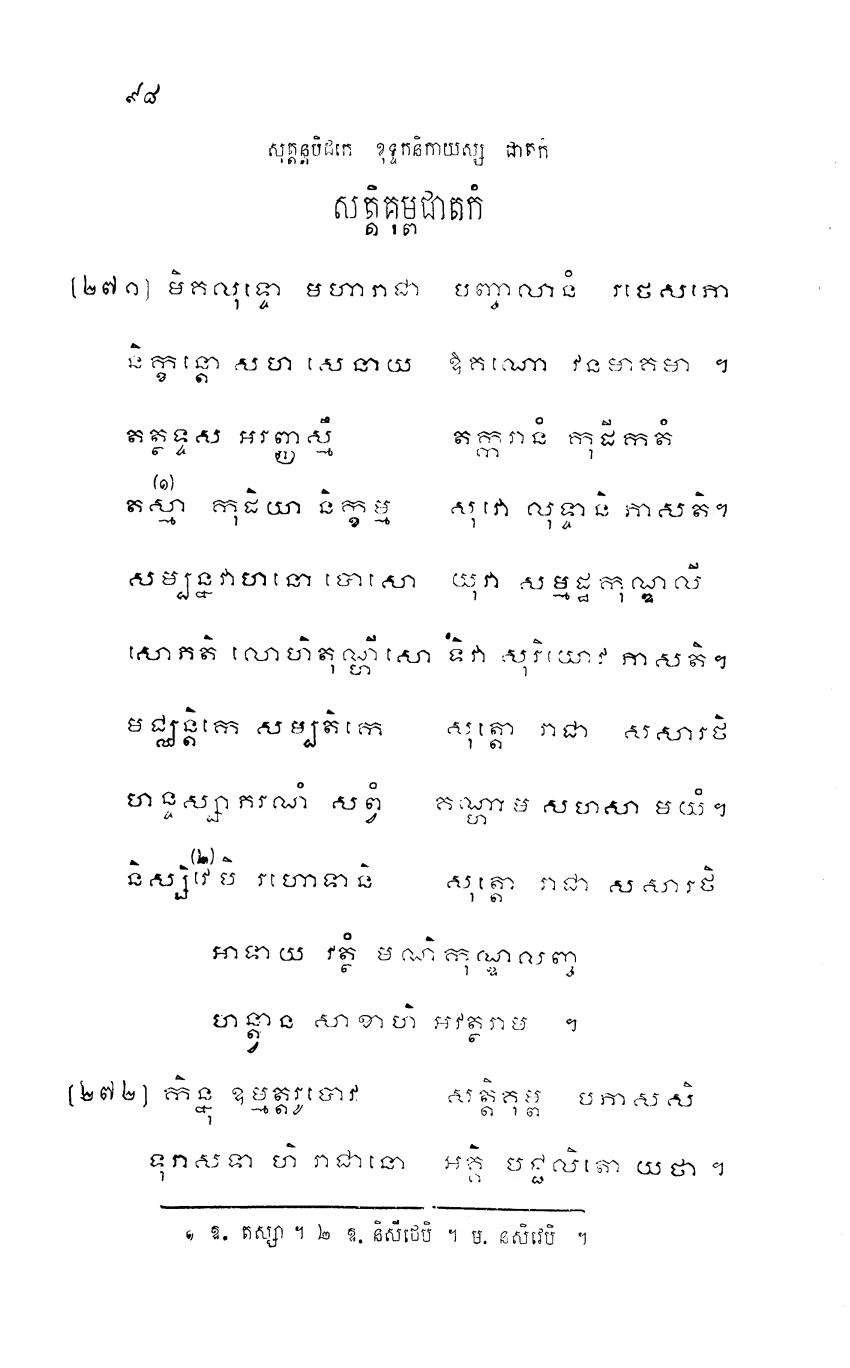 ៩៨
សុត្តន្តបិដកេ ខុទ្ទកនិកាយស្ស ជាតកំ
សត្តិគុម្ពជាតកំ
(២៧១) មិគលុទ្ទោ មហារាជា បញ្ចាលានំ រថេសភោ
និក្ខន្តោ សហ សេនាយ ឱគណោ វនមាគមា ។
តត្ថទ្ទស អរញ្ញស្មឹ តក្ករានំ កុដីកតំ
តស្មា (១) កុដិយា និក្ខម្ម សុវោ លុទ្ទានិ ភាសតិ។
សម្បន្នវាហនោ បោសោ យុវា សម្មដ្ឋកុណ្ឌលី
សោភតិ លោហិតុណ្ហីសោ ទិវា សុរិយោវ ភាសតិ។
មជ្ឈន្តិកេ សម្បតិកេ សុត្តោ រាជា សសារថិ
ហន្ទស្សាភរណំ សព្វំ គណ្ហាម សហសា មយំ។
និស្សិវេបិ (២) រហោទានិ សុត្តោ រាជា សសារថិ
អាទាយ វត្ថំ មណិកុណ្ឌលញ្ច
ហន្ត្វាន សាខាហិ អវត្ថរាម ។
(២៧២) កិន្នុ ឧម្មត្តរូបោវ សត្តិគុម្ព បភាសសិ
ទុរាសទា ហិ រាជានោ អគ្គិ បជ្ជលិតោ យថា ។
១ ឱ. តស្សា ។ ២ ឱ. និសីដេបិ ។ ម. នសីវេបិ ។